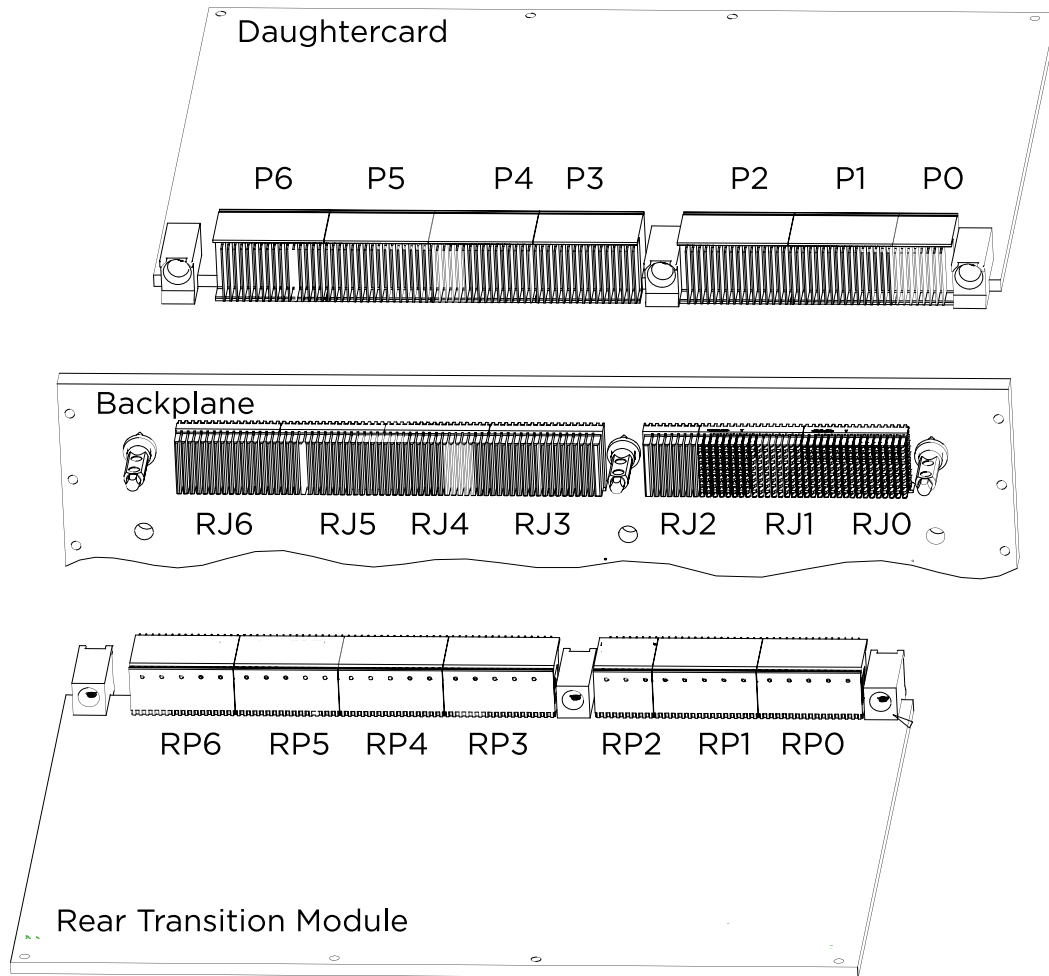 Daughtercard
P6 P5 P4 P3 P2 P1 P0
Backplane
RJ6 RJ5 RJ4 RJ3 RJ2 RJ1 RJ0
RP6 RP5 RP4 RP3 RP2 RP1 RP0
Rear Transition Module